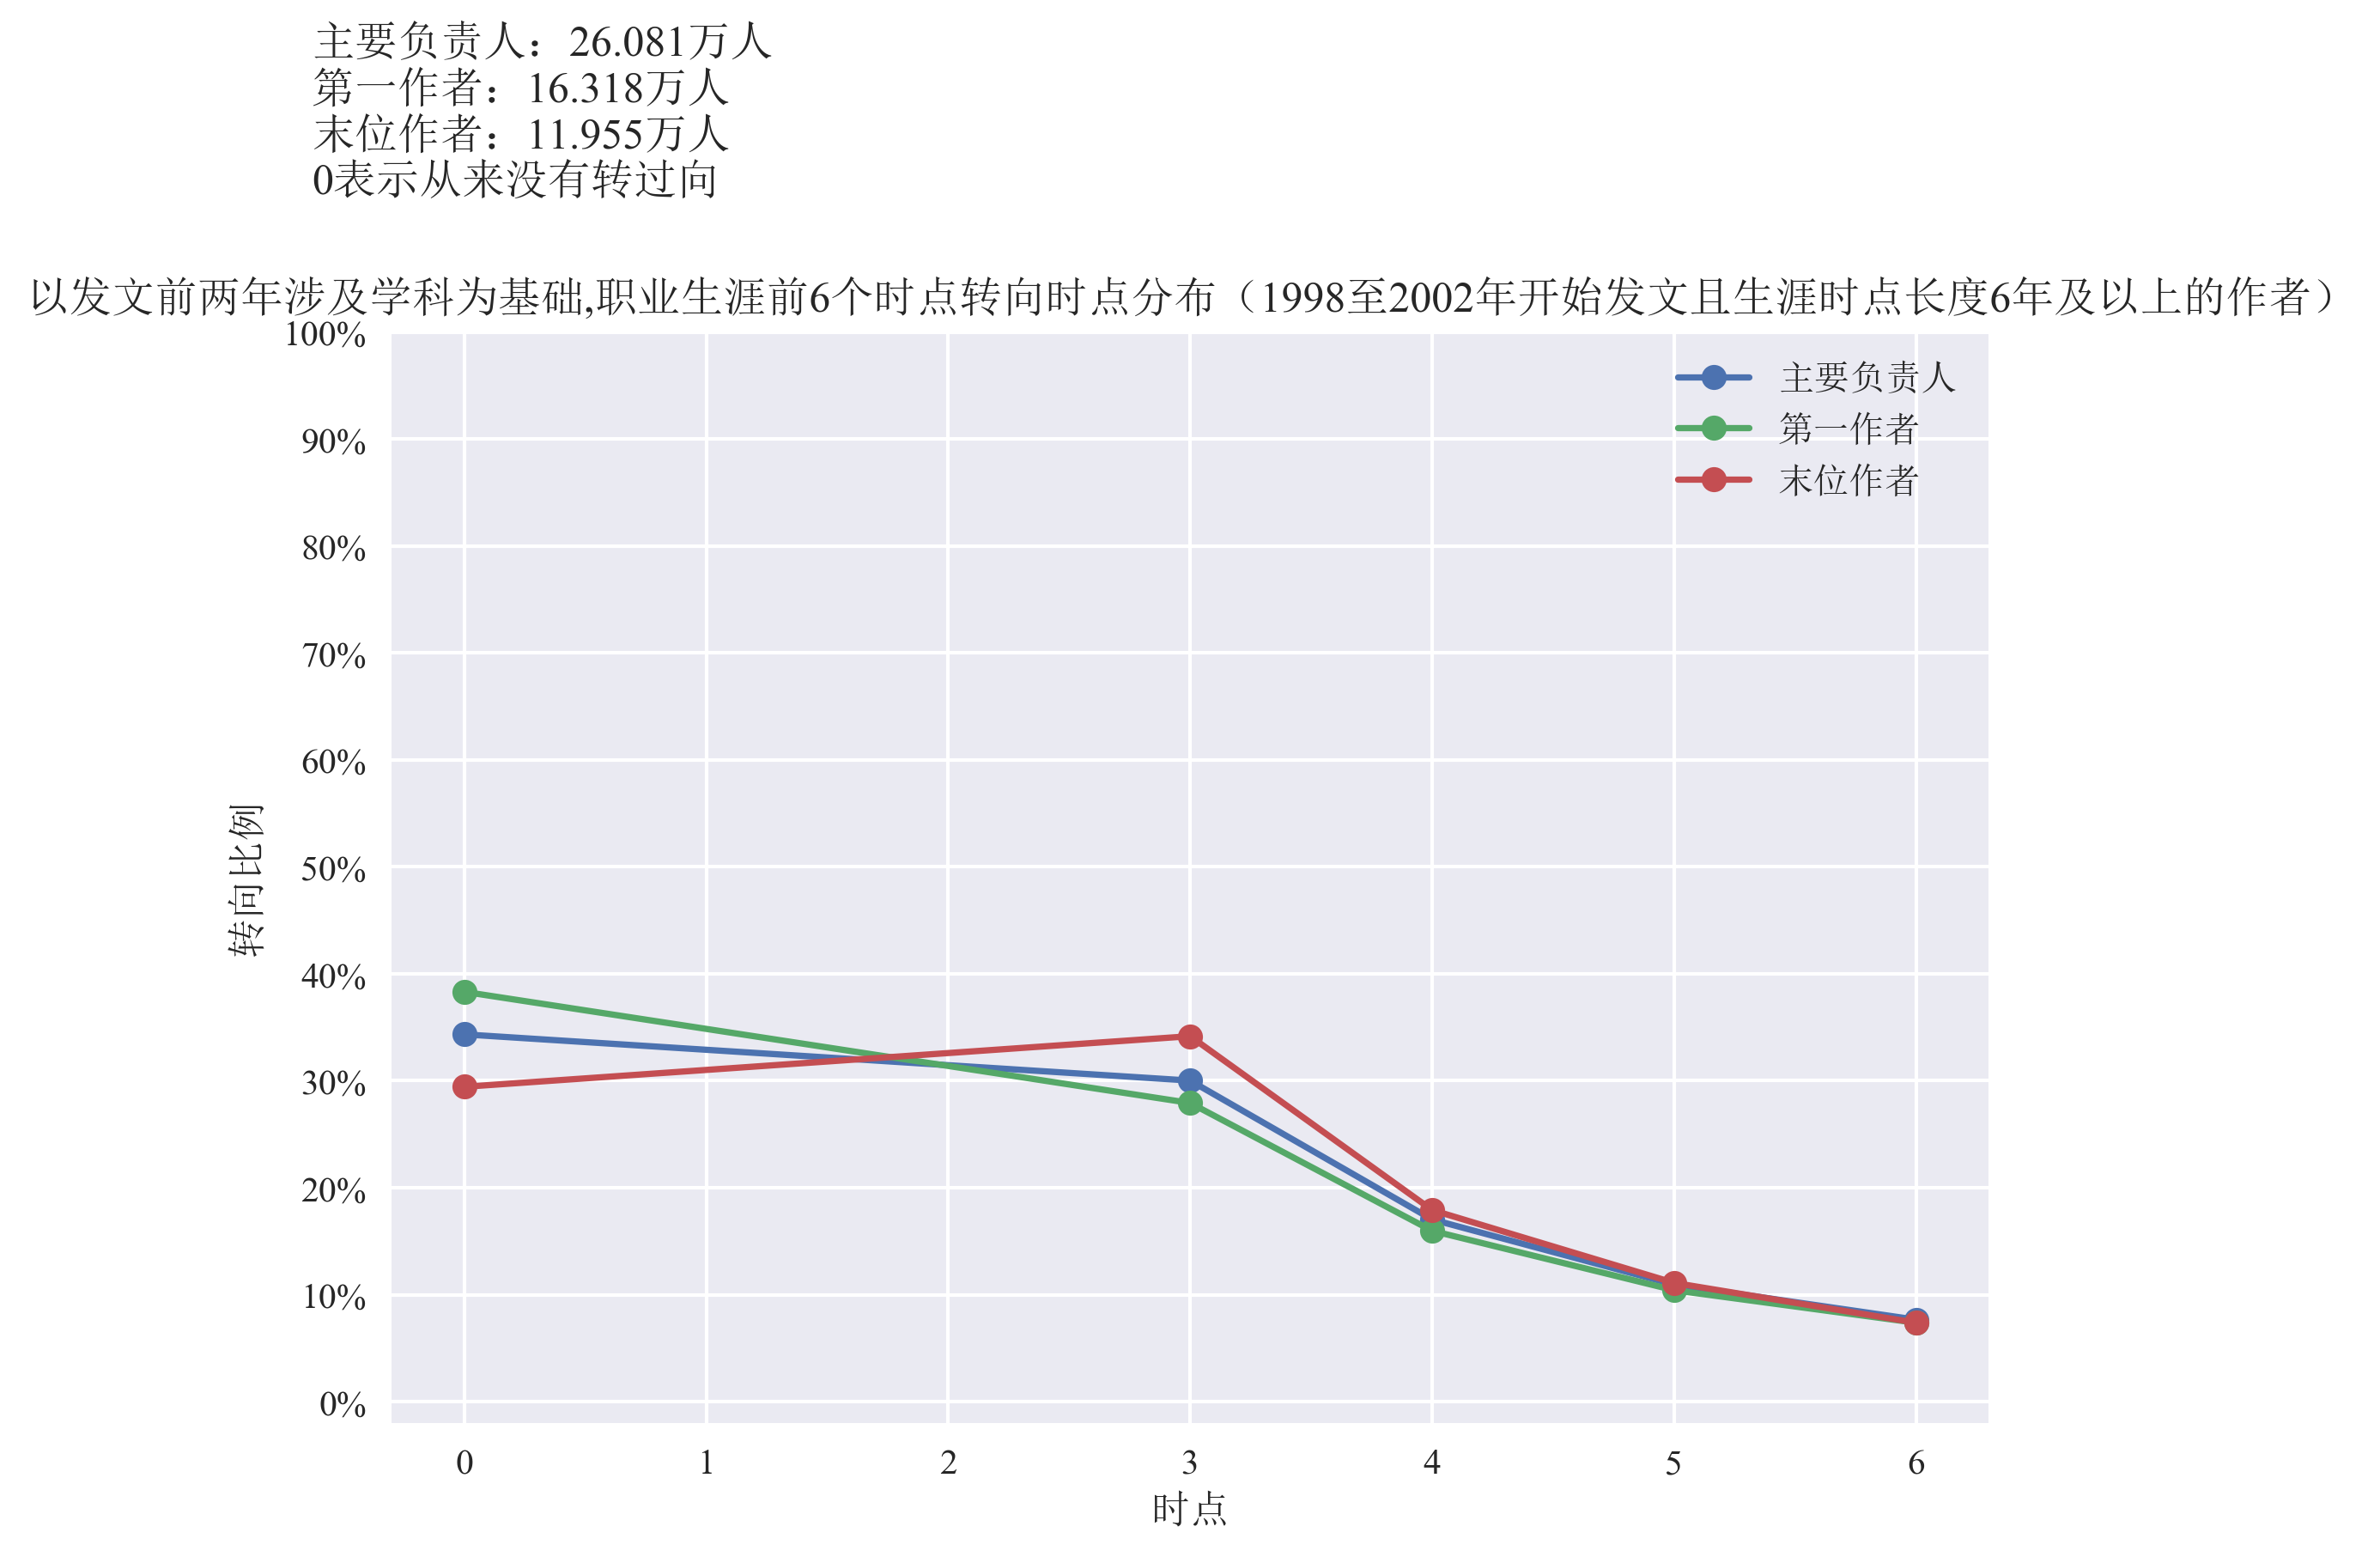 主要负责人：26.081万人
第一作者：16.318万人
末位作者：11.955万人
0表示从来没有转过向
以发文前两年涉及学科为基础,职业生涯前6个时点转向时点分布（1998至2002年开始发文且生涯时点长度6年及以上的作者）
主要负责人
第一作者
末位作者
100%
90%
80%
70%
60%
50%
40%
30%
20%
10%
0%
转向比例
0 1 2 3 4 5 6
时点